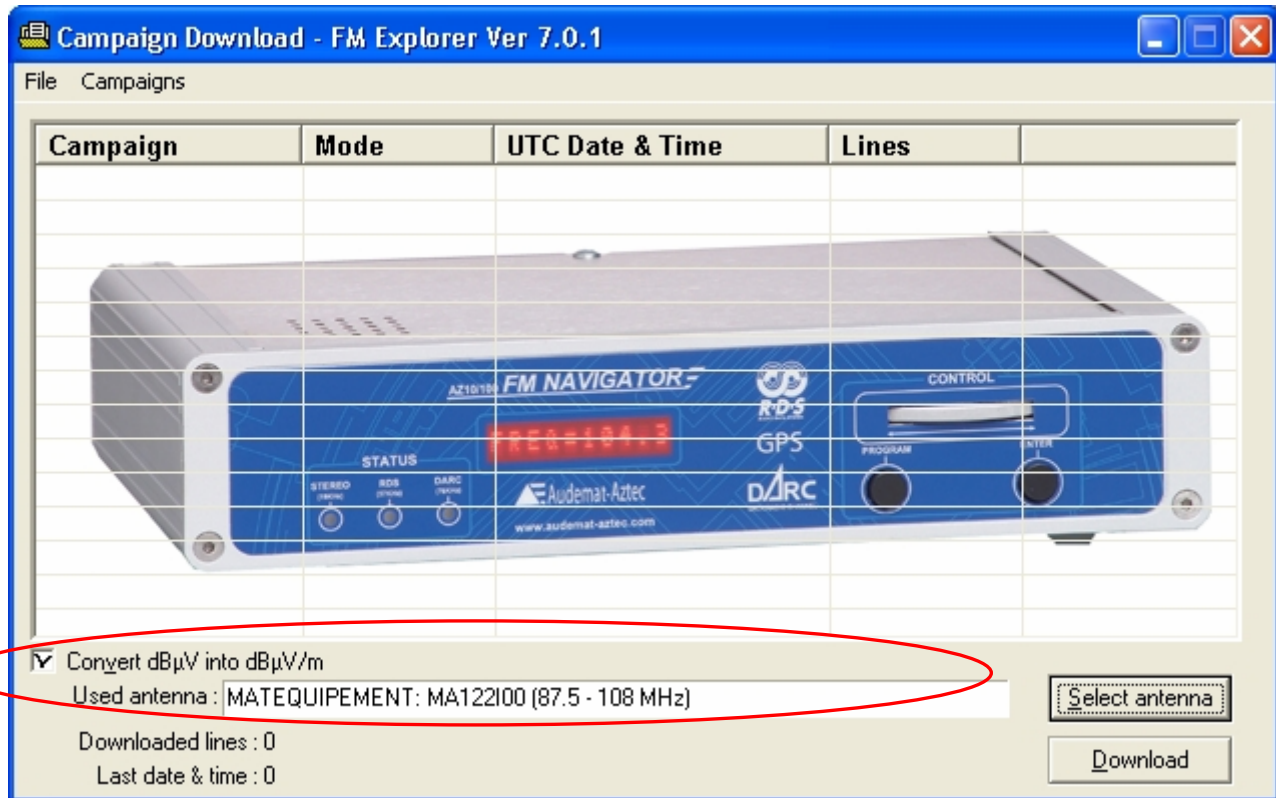 Campaign Download - FM Explorer Ver 7.0.1
File Campaigns
Campaign Mode UTC Date & Time Lines
AZ10/100 FM NAVIGATOR
R·D·S
CONTROL
FREQ=104.3
GPS
PROGRAM ENTER
STATUS
STEREO RDS DARC
Audemat-Aztec
DARC
www.audemat-aztec.com
Convert dBµV into dBµV/m
Used antenna : MATEQUIPEMENT: MA122I00 (87.5 - 108 MHz)
Select antenna
Downloaded lines : 0
Download
Last date & time : 0